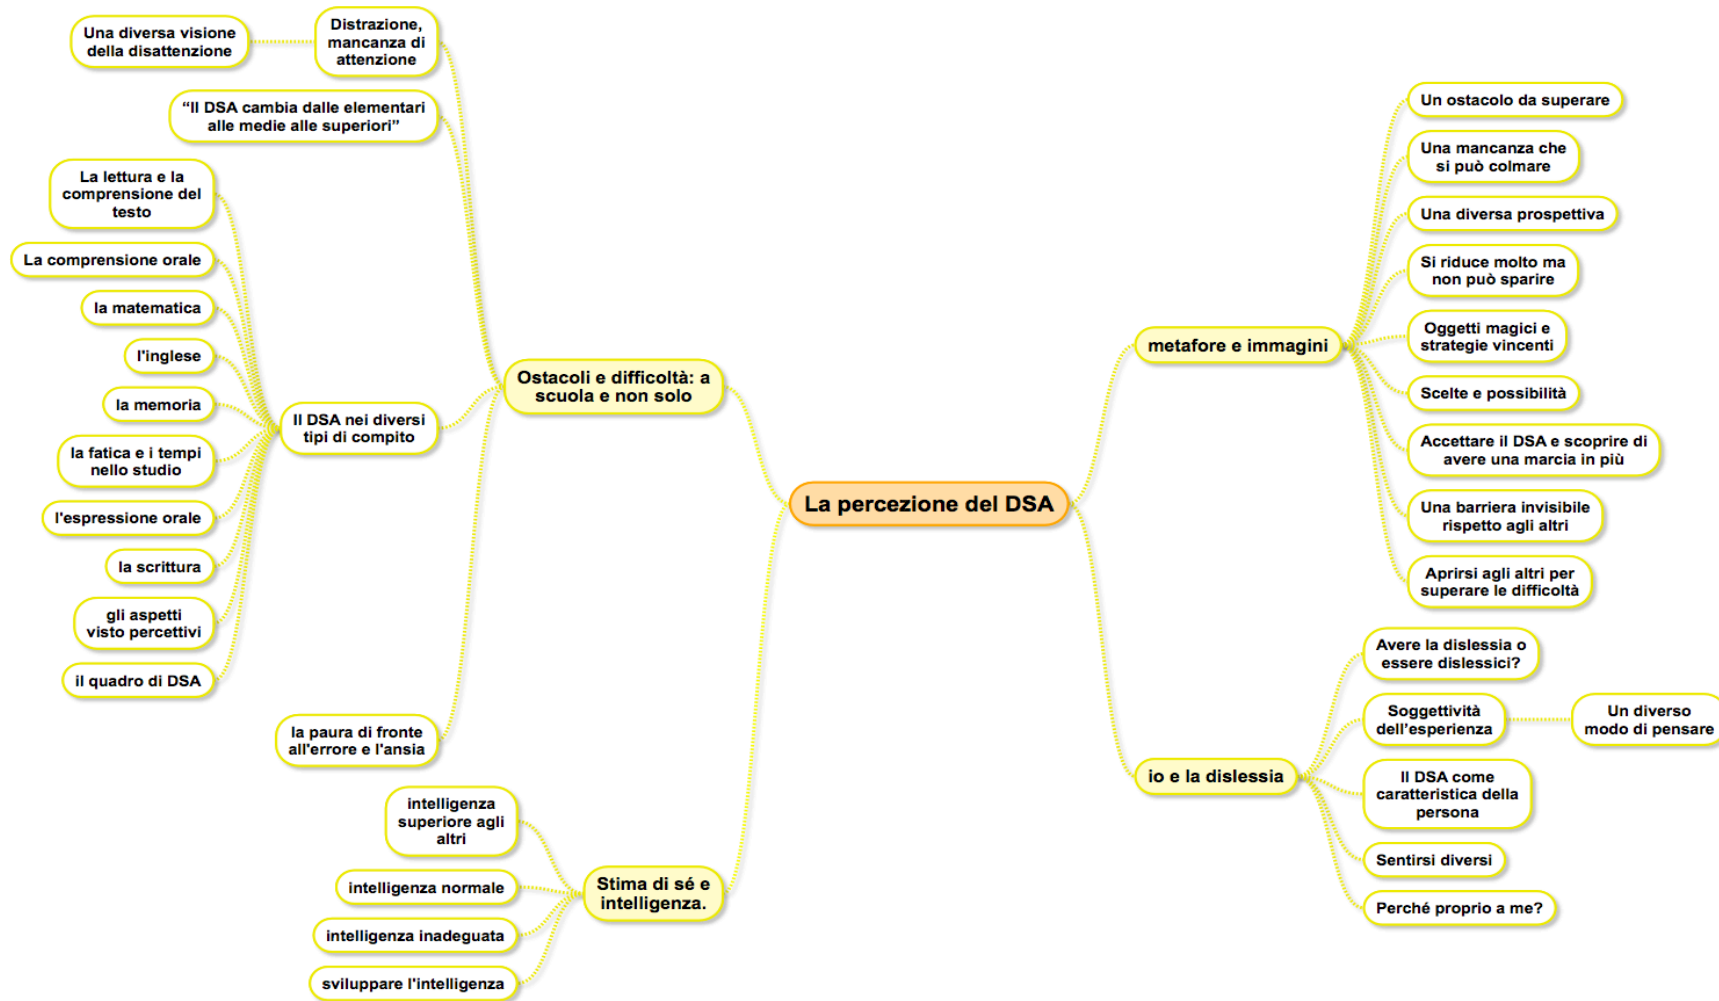 La percezione del DSA
Ostacoli e difficoltà: a
scuola e non solo
Distrazione,
mancanza di
attenzione
Una diversa visione
della disattenzione
“Il DSA cambia dalle elementari
alle medie alle superiori”
Il DSA nei diversi
tipi di compito
La lettura e la
comprensione del
testo
La comprensione orale
la matematica
l'inglese
la memoria
la fatica e i tempi
nello studio
l'espressione orale
la scrittura
gli aspetti
visto percettivi
il quadro di DSA
la paura di fronte
all'errore e l'ansia
Stima di sé e
intelligenza.
intelligenza
superiore agli
altri
intelligenza normale
intelligenza inadeguata
sviluppare l'intelligenza
metafore e immagini
Un ostacolo da superare
Una mancanza che
si può colmare
Una diversa prospettiva
Si riduce molto ma
non può sparire
Oggetti magici e
strategie vincenti
Scelte e possibilità
Accettare il DSA e scoprire di
avere una marcia in più
Una barriera invisibile
rispetto agli altri
Aprirsi agli altri per
superare le difficoltà
io e la dislessia
Avere la dislessia o
essere dislessici?
Soggettività
dell’esperienza
Un diverso
modo di pensare
Il DSA come
caratteristica della
persona
Sentirsi diversi
Perché proprio a me?